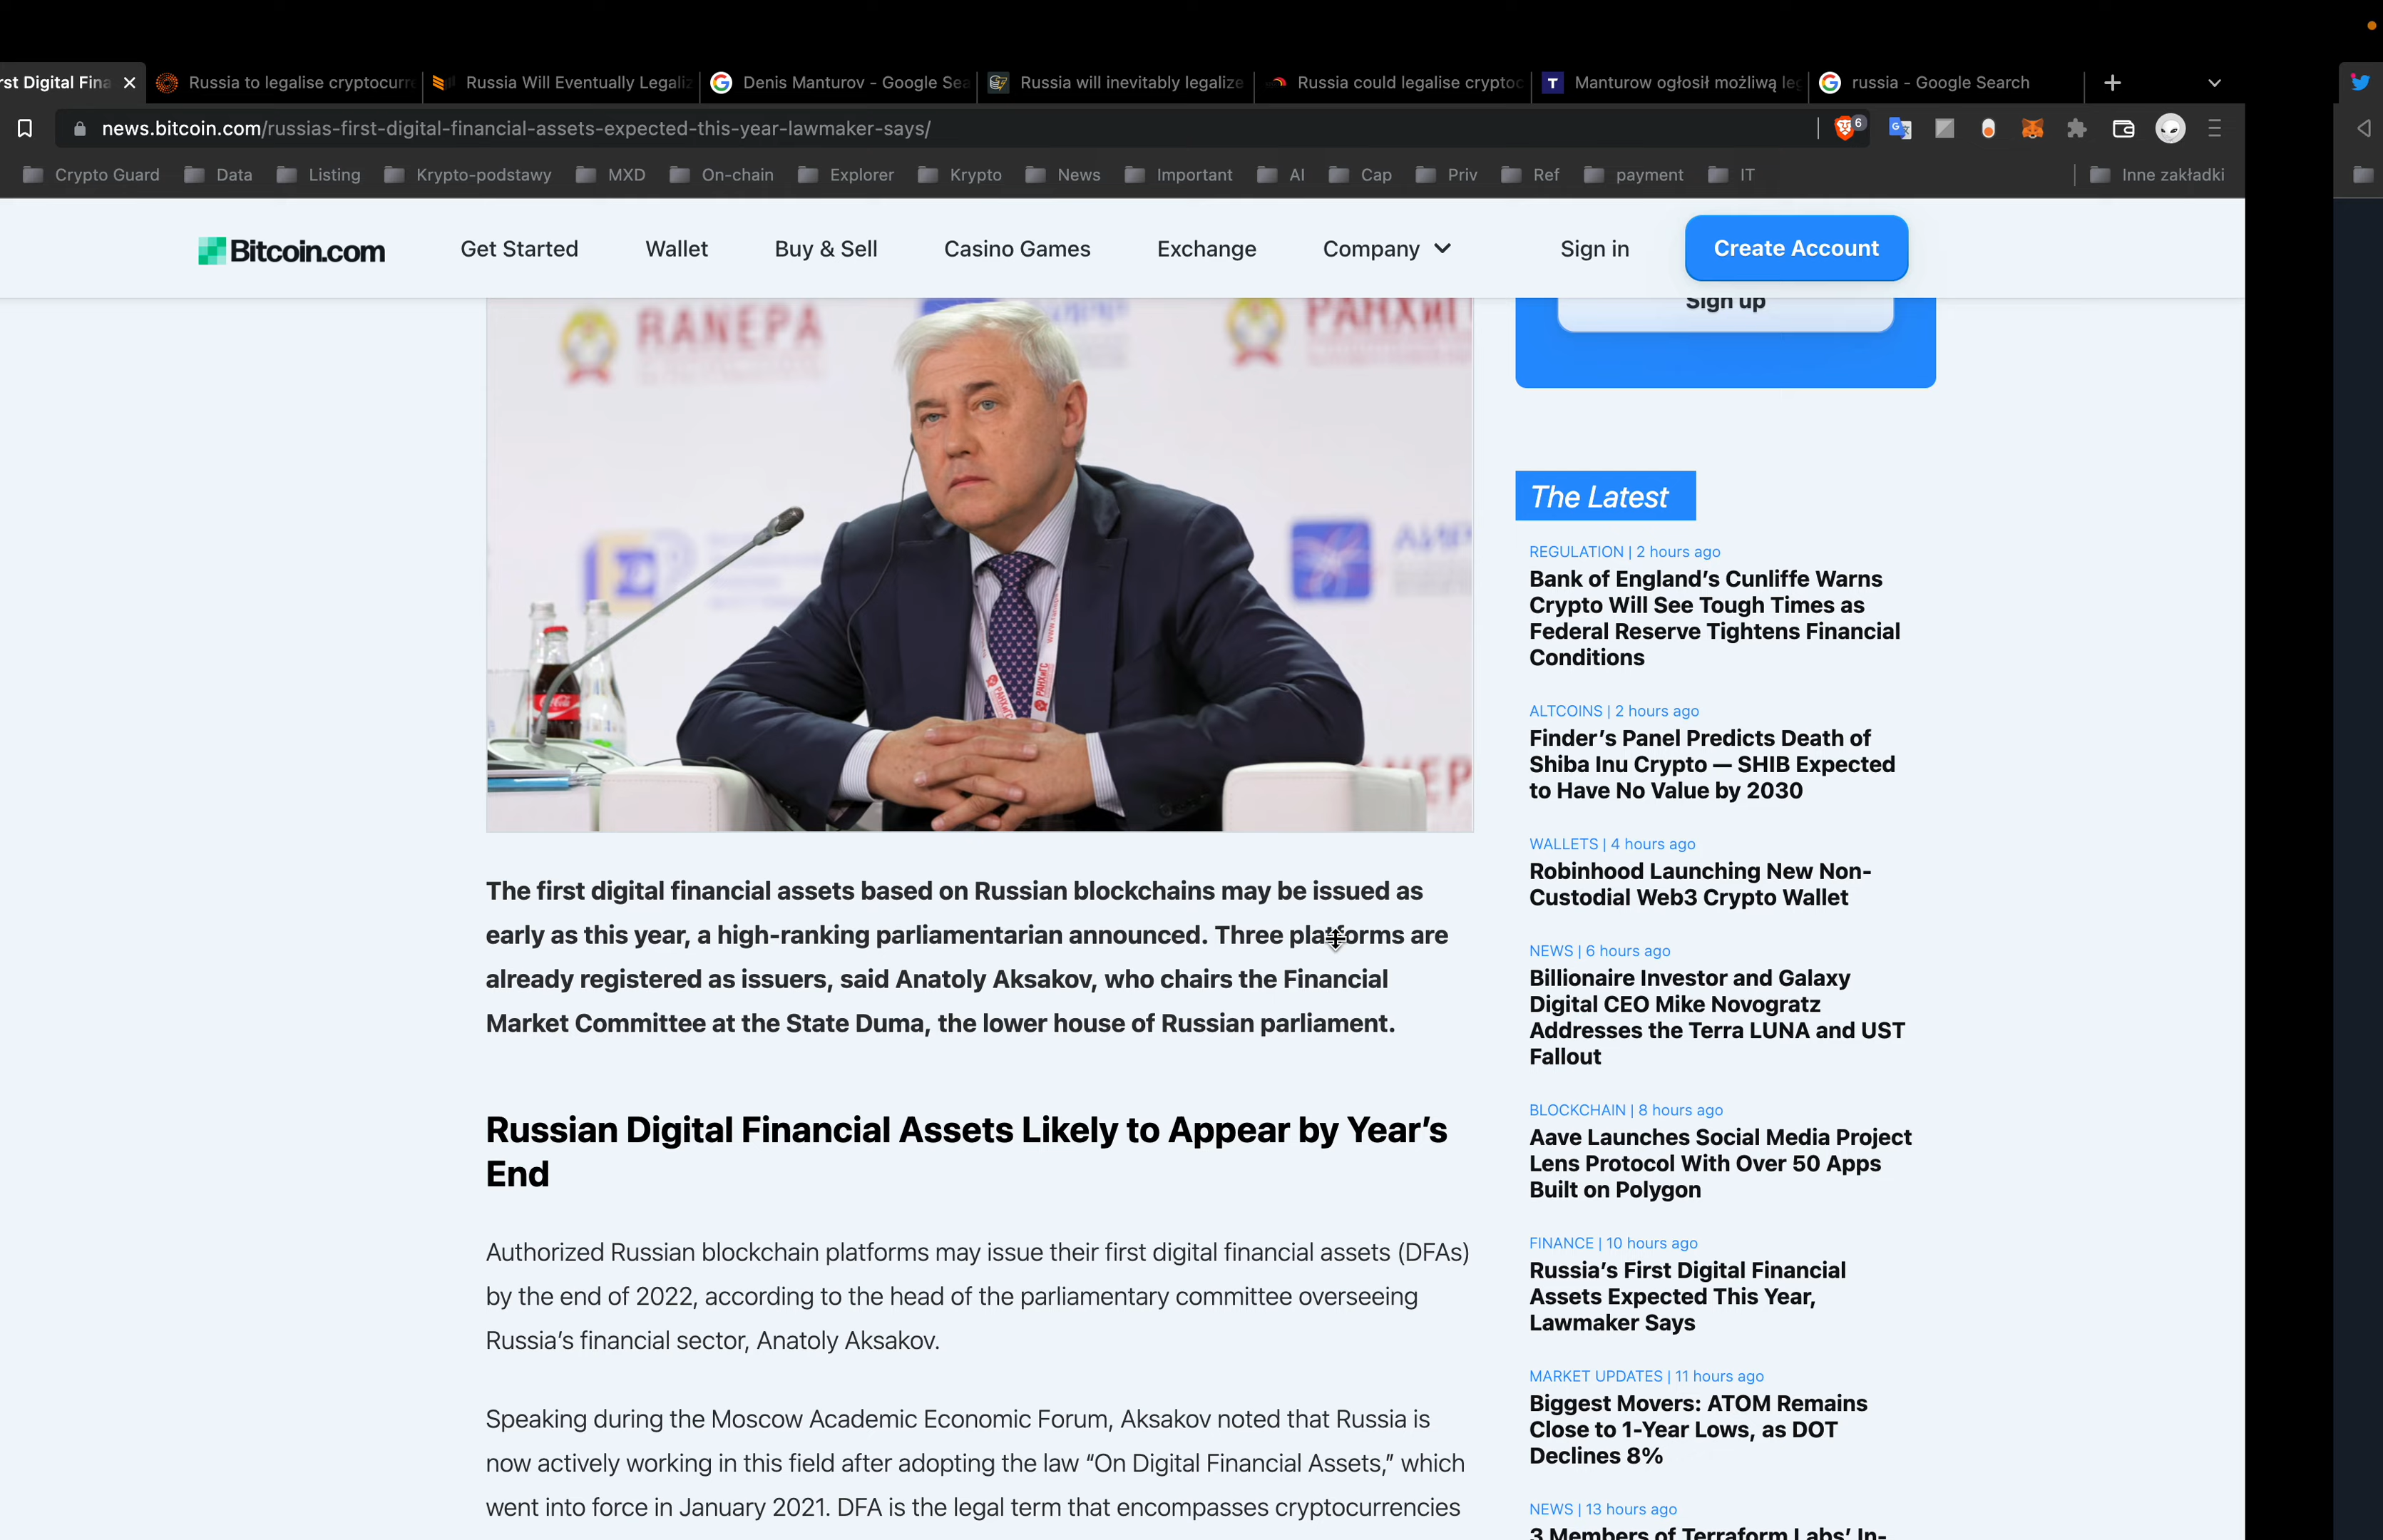 rst Digital Fina
Russia to legalise cryptocurr
Russia Will Eventually Legaliz
Denis Manturov - Google Sea
Russia will inevitably legalize
Russia could legalise cryptoc
Manturow ogłosił możliwą leg
russia - Google Search
news.bitcoin.com/russias-first-digital-financial-assets-expected-this-year-lawmaker-says/
6
Crypto Guard
Data
Listing
Krypto-podstawy
MXD
On-chain
Explorer
Krypto
News
Important
AI
Cap
Priv
Ref
payment
IT
Inne zakładki
Bitcoin.com
Get Started
Wallet
Buy & Sell
Casino Games
Exchange
Company
Sign in
Create Account
RANEPA
РАНХиГС
Coca-Cola
РАНХиГС
The first digital financial assets based on Russian blockchains may be issued as
early as this year, a high-ranking parliamentarian announced. Three platforms are
already registered as issuers, said Anatoly Aksakov, who chairs the Financial
Market Committee at the State Duma, the lower house of Russian parliament.
Russian Digital Financial Assets Likely to Appear by Year’s
End
Authorized Russian blockchain platforms may issue their first digital financial assets (DFAs)
by the end of 2022, according to the head of the parliamentary committee overseeing
Russia’s financial sector, Anatoly Aksakov.
Speaking during the Moscow Academic Economic Forum, Aksakov noted that Russia is
now actively working in this field after adopting the law “On Digital Financial Assets,” which
went into force in January 2021. DFA is the legal term that encompasses cryptocurrencies
Sign up
The Latest
REGULATION | 2 hours ago
Bank of England’s Cunliffe Warns
Crypto Will See Tough Times as
Federal Reserve Tightens Financial
Conditions
ALTCOINS | 2 hours ago
Finder’s Panel Predicts Death of
Shiba Inu Crypto — SHIB Expected
to Have No Value by 2030
WALLETS | 4 hours ago
Robinhood Launching New Non-
Custodial Web3 Crypto Wallet
NEWS | 6 hours ago
Billionaire Investor and Galaxy
Digital CEO Mike Novogratz
Addresses the Terra LUNA and UST
Fallout
BLOCKCHAIN | 8 hours ago
Aave Launches Social Media Project
Lens Protocol With Over 50 Apps
Built on Polygon
FINANCE | 10 hours ago
Russia’s First Digital Financial
Assets Expected This Year,
Lawmaker Says
MARKET UPDATES | 11 hours ago
Biggest Movers: ATOM Remains
Close to 1-Year Lows, as DOT
Declines 8%
NEWS | 13 hours ago
3 Members of Terraform Labs’ In-